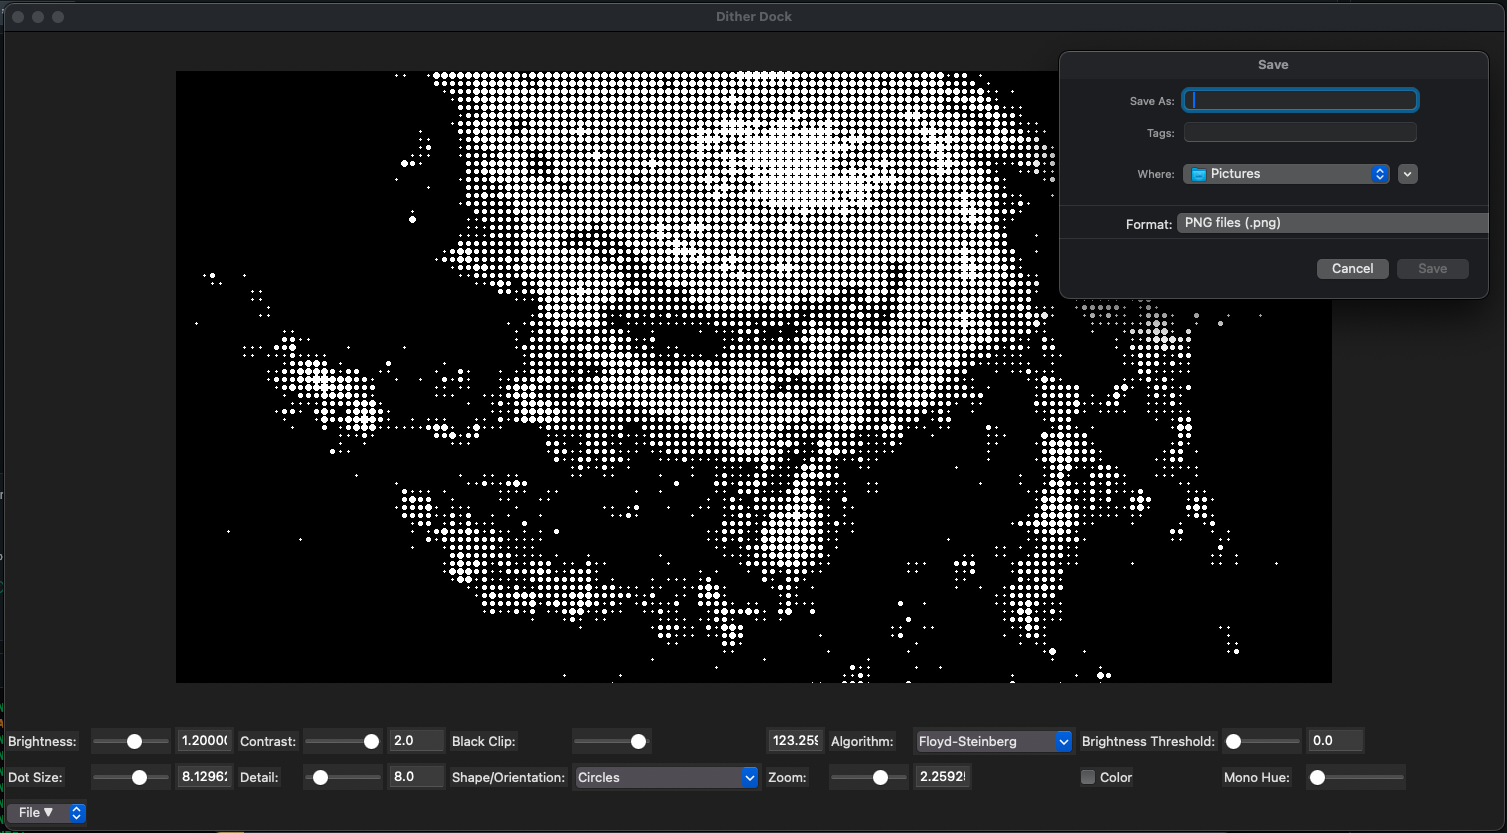 Dither Dock
Save
Save As:
Tags:
Where: Pictures
Format: PNG files (.png)
Cancel Save
Brightness: 1.2000 Contrast: 2.0 Black Clip: 123.259 Algorithm: Floyd-Steinberg Brightness Threshold: 0.0
Dot Size: 8.12962 Detail: 8.0 Shape/Orientation: Circles Zoom: 2.2592 Color Mono Hue:
File ▼